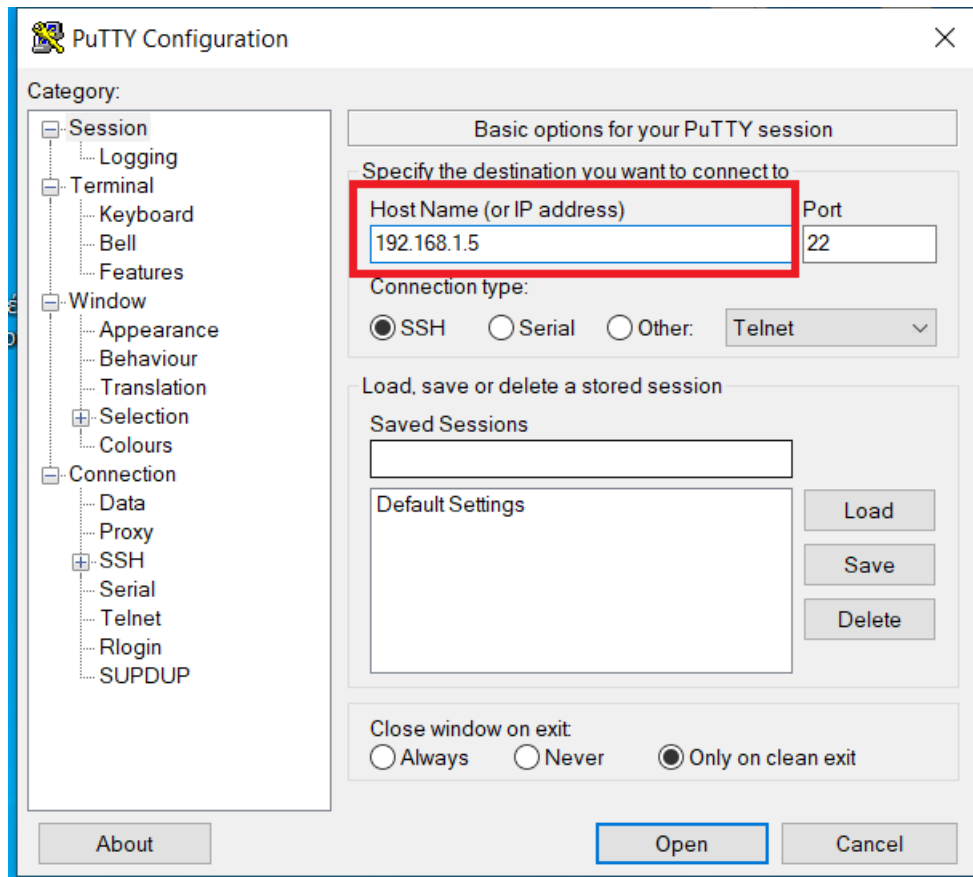 PuTTY Configuration
Category:
Session
Logging
Terminal
Keyboard
Bell
Features
Window
Appearance
Behaviour
Translation
Selection
Colours
Connection
Data
Proxy
SSH
Serial
Telnet
Rlogin
SUPDUP
Basic options for your PuTTY session
Specify the destination you want to connect to
Host Name (or IP address) Port
192.168.1.5 22
Connection type:
SSH Serial Other: Telnet
Load, save or delete a stored session
Saved Sessions
Default Settings
Load
Save
Delete
Close window on exit:
Always Never Only on clean exit
About Open Cancel